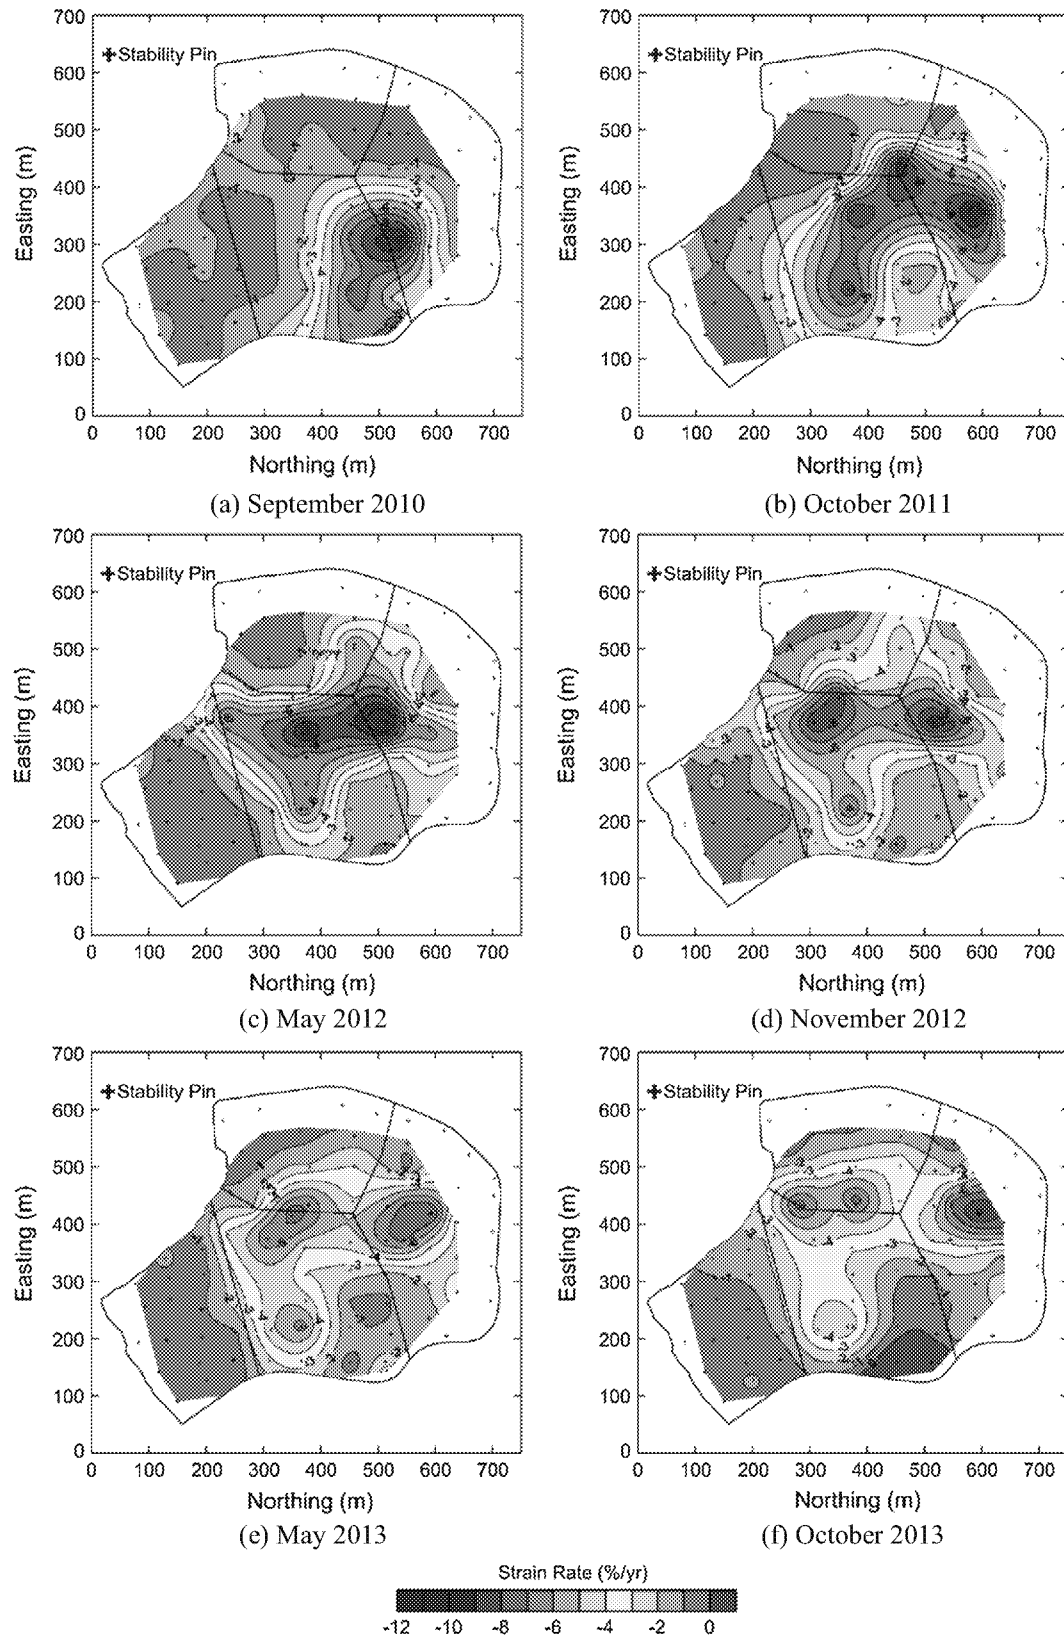 700
600
500
400
300
200
100
0
Easting (m)
Stability Pin
0 100 200 300 400 500 600 700
Northing (m)
(a) September 2010
700
600
500
400
300
200
100
0
Easting (m)
Stability Pin
0 100 200 300 400 500 600 700
Northing (m)
(b) October 2011
700
600
500
400
300
200
100
0
Easting (m)
Stability Pin
0 100 200 300 400 500 600 700
Northing (m)
(c) May 2012
700
600
500
400
300
200
100
0
Easting (m)
Stability Pin
0 100 200 300 400 500 600 700
Northing (m)
(d) November 2012
700
600
500
400
300
200
100
0
Easting (m)
Stability Pin
0 100 200 300 400 500 600 700
Northing (m)
(e) May 2013
700
600
500
400
300
200
100
0
Easting (m)
Stability Pin
0 100 200 300 400 500 600 700
Northing (m)
(f) October 2013
Strain Rate (%/yr)
-12 -10 -8 -6 -4 -2 0